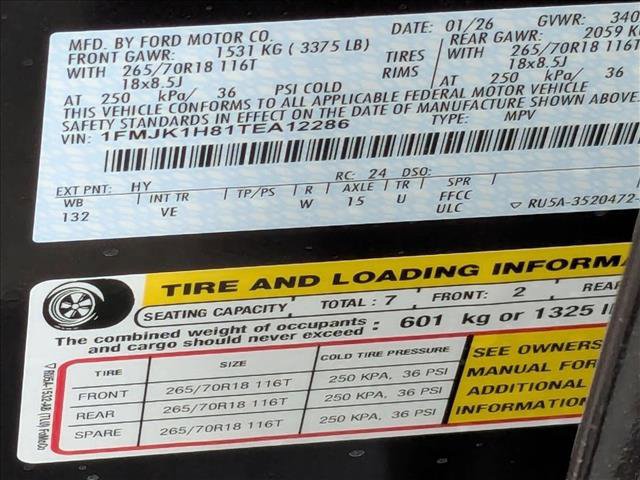 MFD. BY FORD MOTOR CO. DATE: 01/26 GVWR: 340
FRONT GAWR: 1531 KG ( 3375 LB) REAR GAWR: 2059 K
WITH 265/70R18 116T TIRES WITH 265/70R18 116
18x8.5J RIMS 18x8.5J
AT 250 kPa/ 36 PSI COLD AT 250 kPa/ 36
THIS VEHICLE CONFORMS TO ALL APPLICABLE FEDERAL MOTOR VEHICLE
SAFETY STANDARDS IN EFFECT ON THE DATE OF MANUFACTURE SHOWN ABOVE.
VIN: 1FMJK1H81TEA12286 TYPE: MPV
EXT PNT: HY RC: 24 DSO:
WB INT TR TP/PS R AXLE TR SPR
132 VE W 15 U FFCC
ULC ▽ RU5A-3520472-
TIRE AND LOADING INFORMA
SEATING CAPACITY TOTAL : 7 FRONT: 2 REA
The combined weight of occupants
and cargo should never exceed : 601 kg or 1325 l
TIRE SIZE COLD TIRE PRESSURE
FRONT 265/70R18 116T 250 KPA, 36 PSI
REAR 265/70R18 116T 250 KPA, 36 PSI
SPARE 265/70R18 116T 250 KPA, 36 PSI
SEE OWNERS
MANUAL FOR
ADDITIONAL
INFORMATION